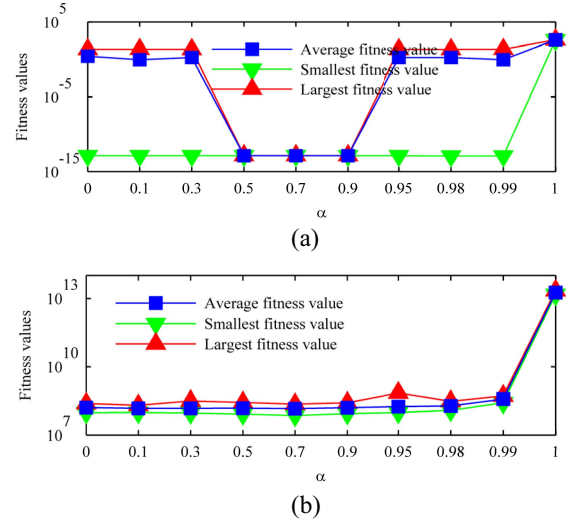 10^5
10^-5
10^-15
Fitness values
Average fitness value
Smallest fitness value
Largest fitness value
0 0.1 0.3 0.5 0.7 0.9 0.95 0.98 0.99 1
α
(a)
10^13
10^10
10^7
Fitness values
Average fitness value
Smallest fitness value
Largest fitness value
0 0.1 0.3 0.5 0.7 0.9 0.95 0.98 0.99 1
α
(b)